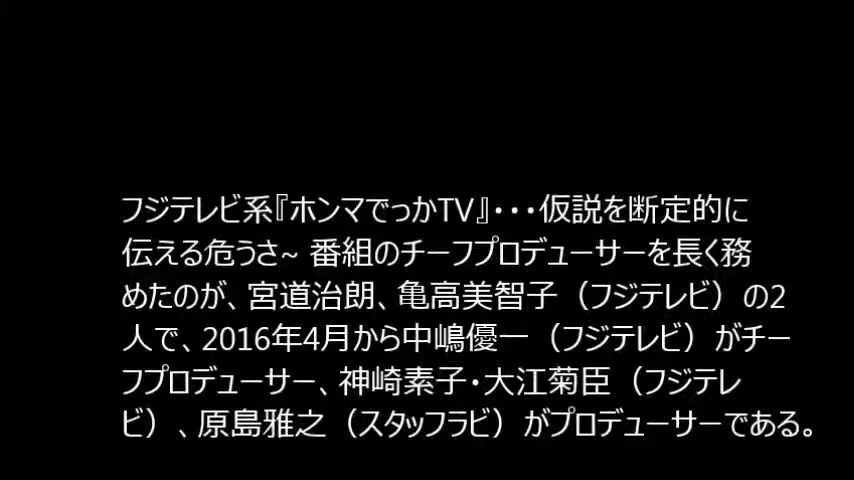 フジテレビ系『ホンマでっかTV』・・・仮説を断定的に
伝える危うさ~ 番組のチーフプロデューサーを長く務
めたのが、宮道治朗、亀高美智子（フジテレビ）の2
人で、2016年4月から中嶋優一（フジテレビ）がチー
フプロデューサー、神崎素子・大江菊臣（フジテレ
ビ）、原島雅之（スタッフラビ）がプロデューサーである。